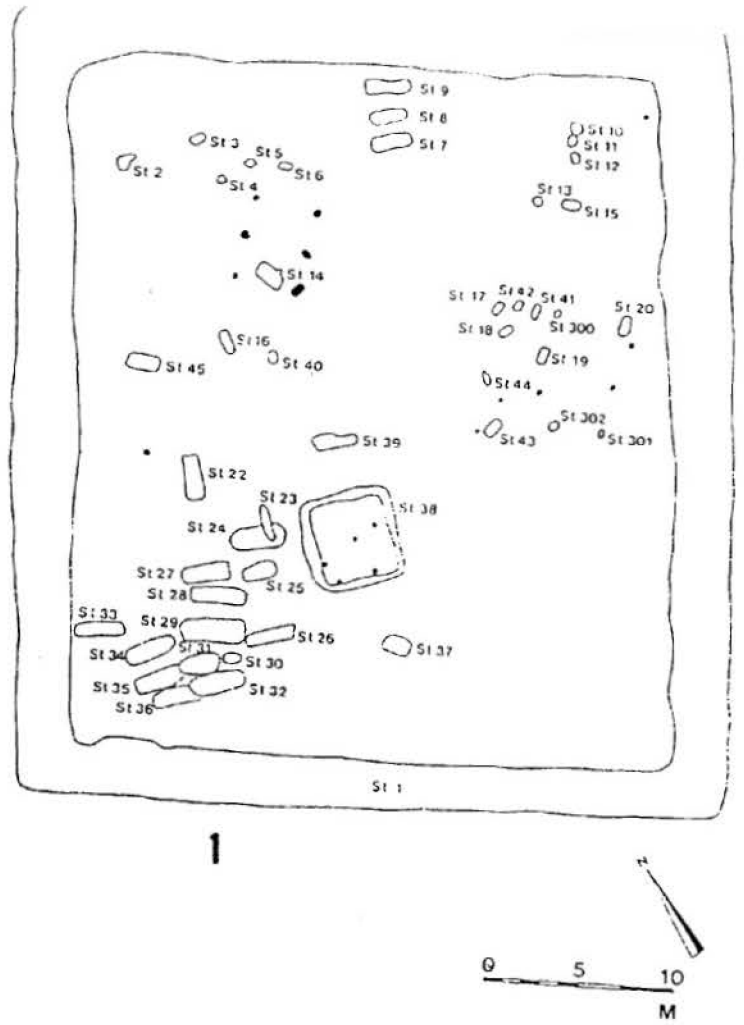 St 9
St 8
St 7
St 10
St 11
St 12
St 3
St 5
St 6
St 2
St 4
St 13
St 15
St 14
St 17
St 42
St 41
St 20
St 18
St 300
St 16
St 40
St 45
St 19
St 44
St 302
St 43
St 301
St 39
St 22
St 23
St 38
St 24
St 27
St 25
St 28
St 33
St 29
St 26
St 34
St 31
St 30
St 37
St 35
St 32
St 36
St 1
1
N
0 5 10
M